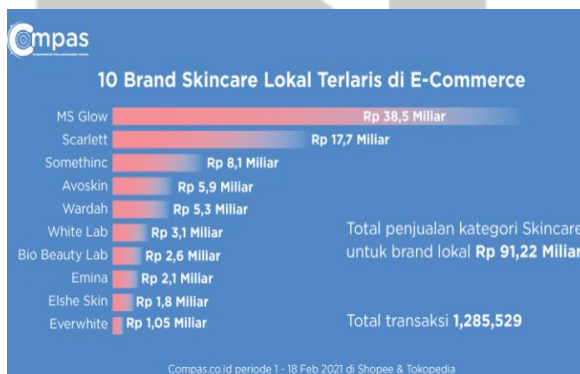 Compas
10 Brand Skincare Lokal Terlaris di E-Commerce
MS Glow Rp 38,5 Miliar
Scarlett Rp 17,7 Miliar
Somethinc Rp 8,1 Miliar
Avoskin Rp 5,9 Miliar
Wardah Rp 5,3 Miliar
White Lab Rp 3,1 Miliar
Bio Beauty Lab Rp 2,6 Miliar
Emina Rp 2,1 Miliar
Elshe Skin Rp 1,8 Miliar
Everwhite Rp 1,05 Miliar
Total penjualan kategori Skincare
untuk brand lokal Rp 91,22 Miliar
Total transaksi 1,285,529
Compas.co.id periode 1 - 18 Feb 2021 di Shopee & Tokopedia